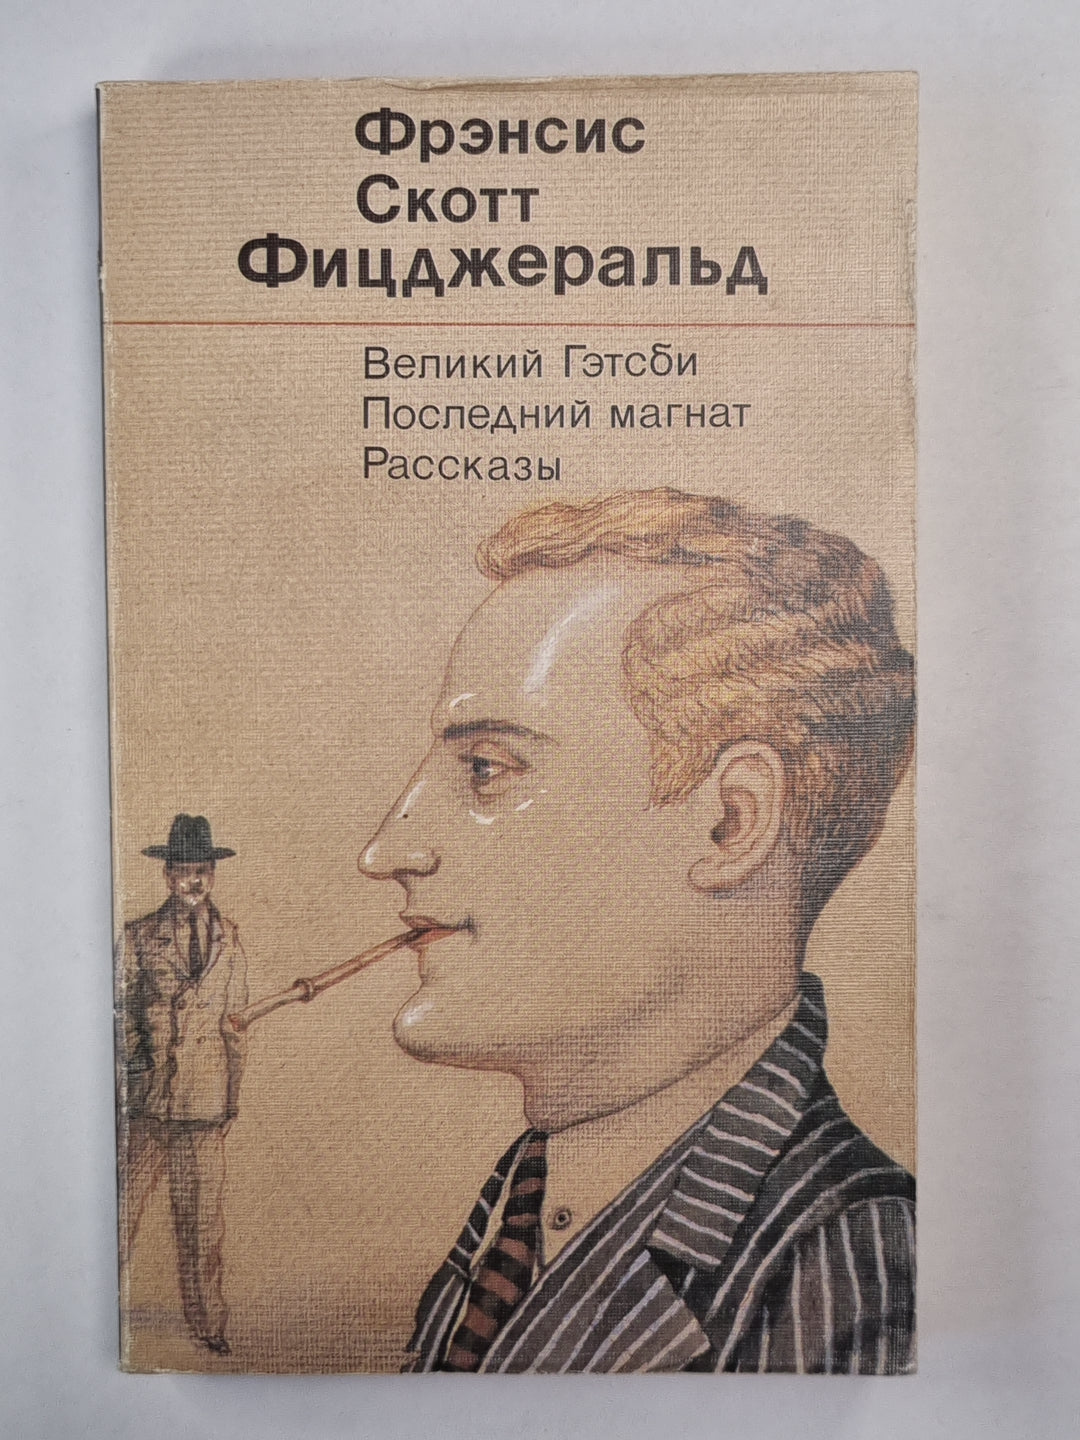 Фрэнсис
Скотт
Фицджеральд
Великий Гэтсби
Последний магнат
Рассказы